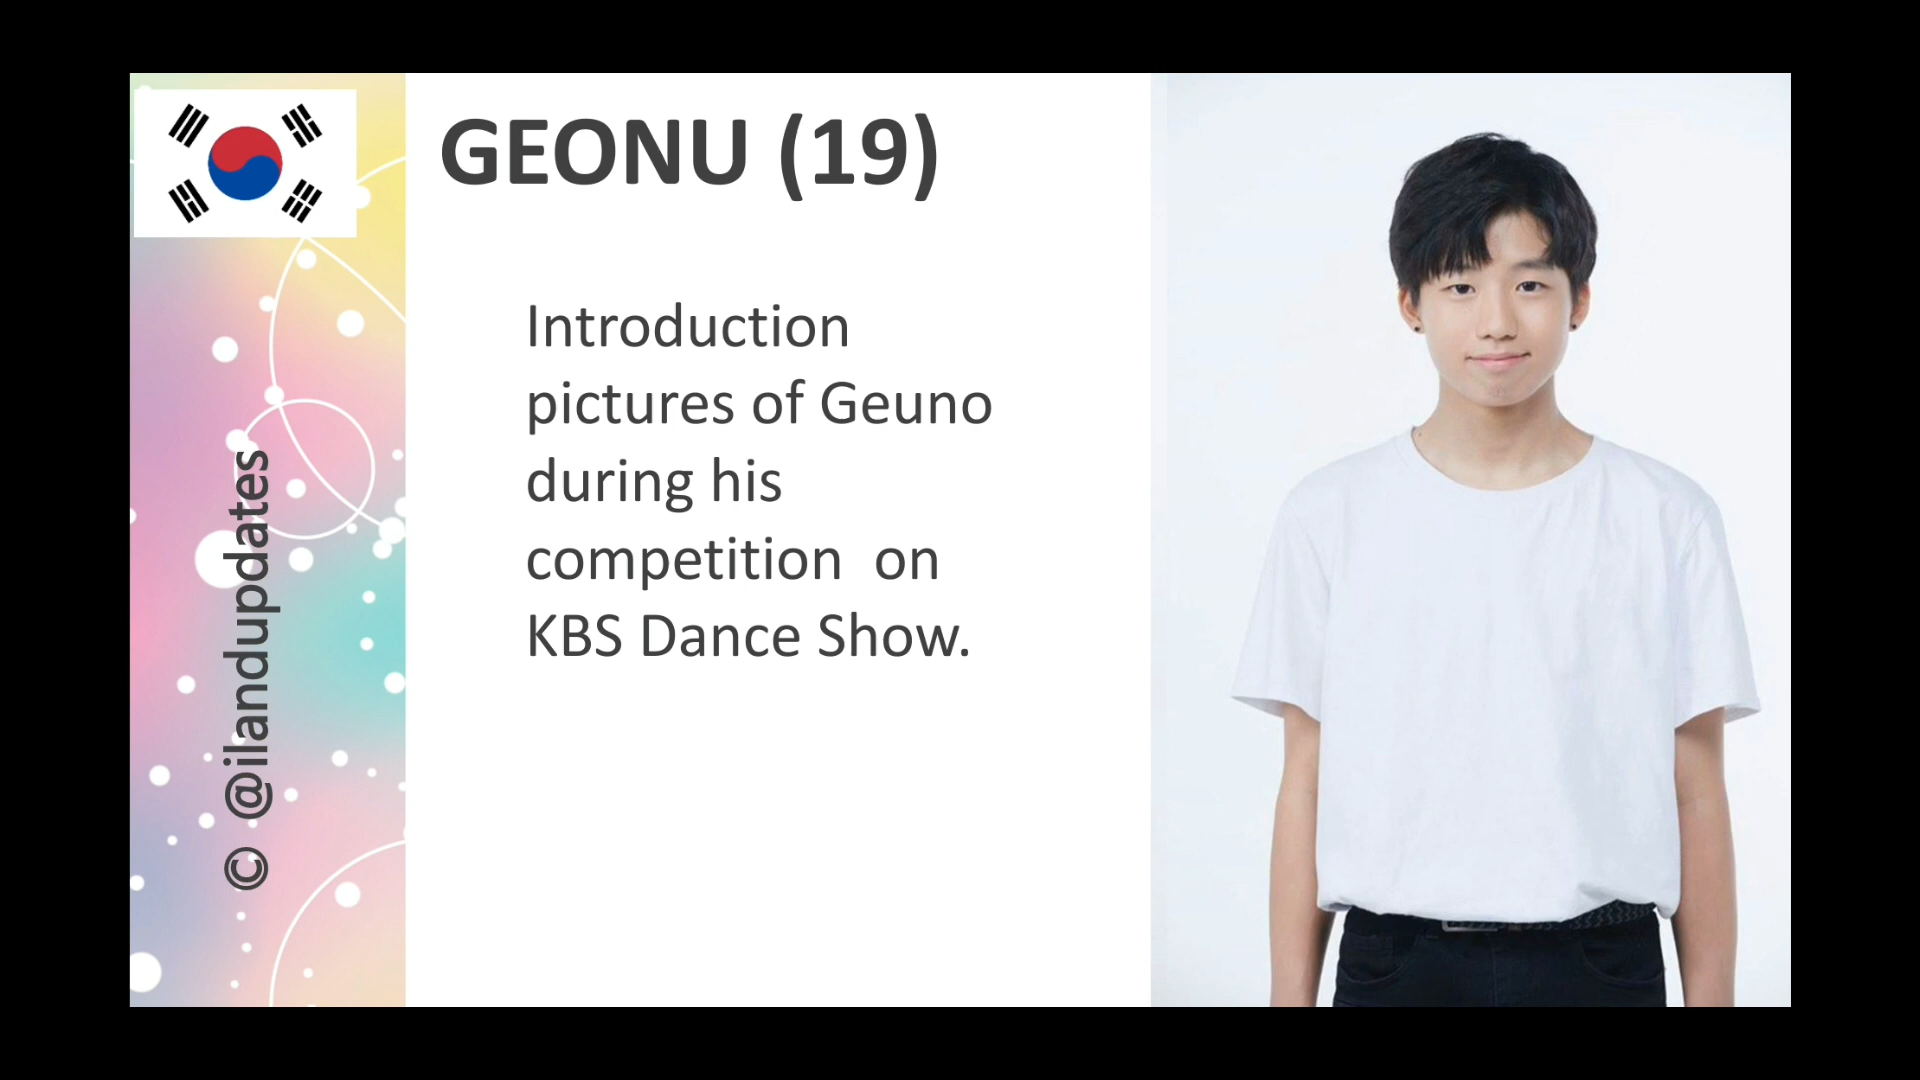 GEONU (19)
Introduction
pictures of Geuno
during his
competition on
KBS Dance Show.
© @ilandupdates